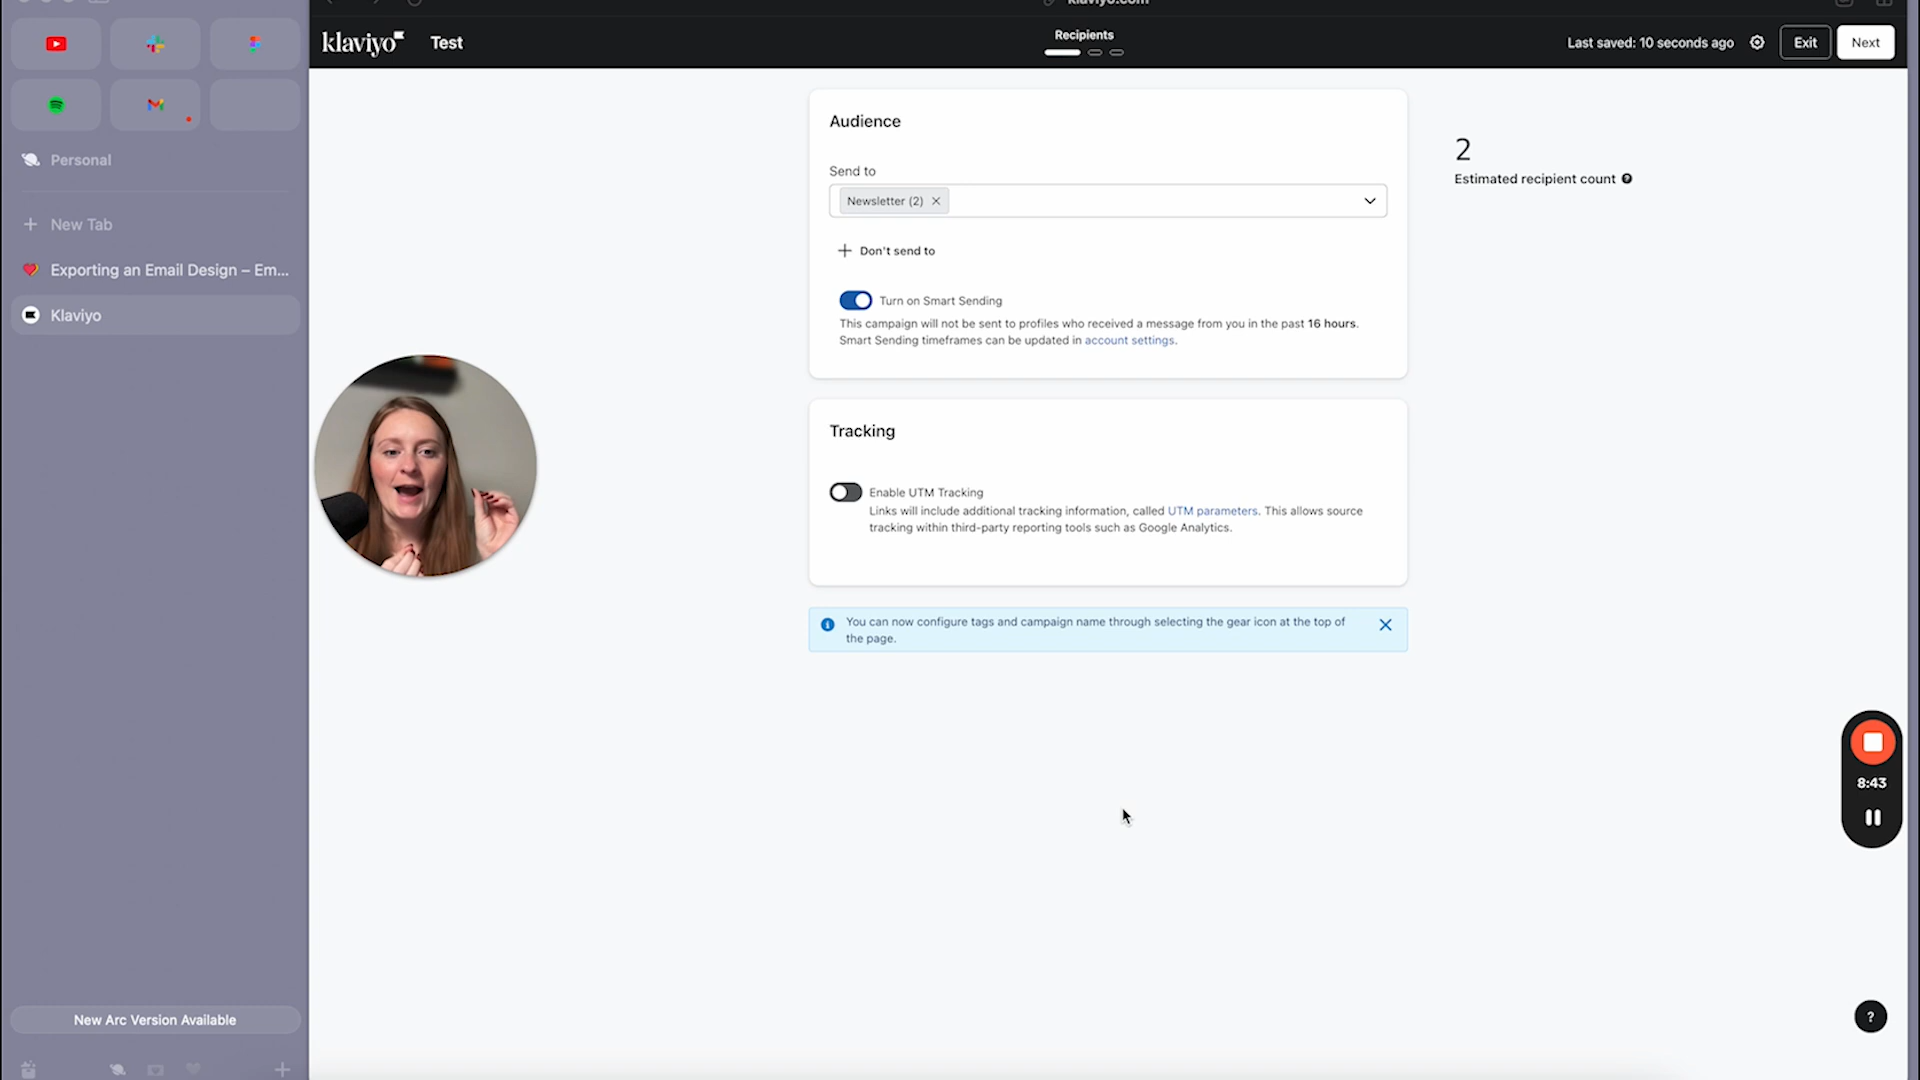 klaviyo.com
klaviyo
Test
Recipients
Last saved: 10 seconds ago
Exit
Next
Personal
New Tab
Exporting an Email Design – Em...
Klaviyo
Audience
Send to
Newsletter (2)
Don't send to
Turn on Smart Sending
This campaign will not be sent to profiles who received a message from you in the past 16 hours.
Smart Sending timeframes can be updated in account settings.
2
Estimated recipient count
Tracking
Enable UTM Tracking
Links will include additional tracking information, called UTM parameters. This allows source
tracking within third-party reporting tools such as Google Analytics.
You can now configure tags and campaign name through selecting the gear icon at the top of
the page.
8:43
New Arc Version Available